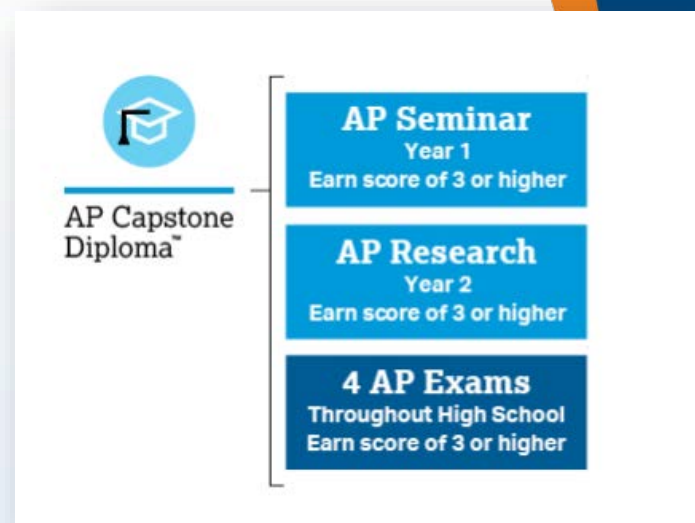 AP Capstone
Diploma™
AP Seminar
Year 1
Earn score of 3 or higher
AP Research
Year 2
Earn score of 3 or higher
4 AP Exams
Throughout High School
Earn score of 3 or higher